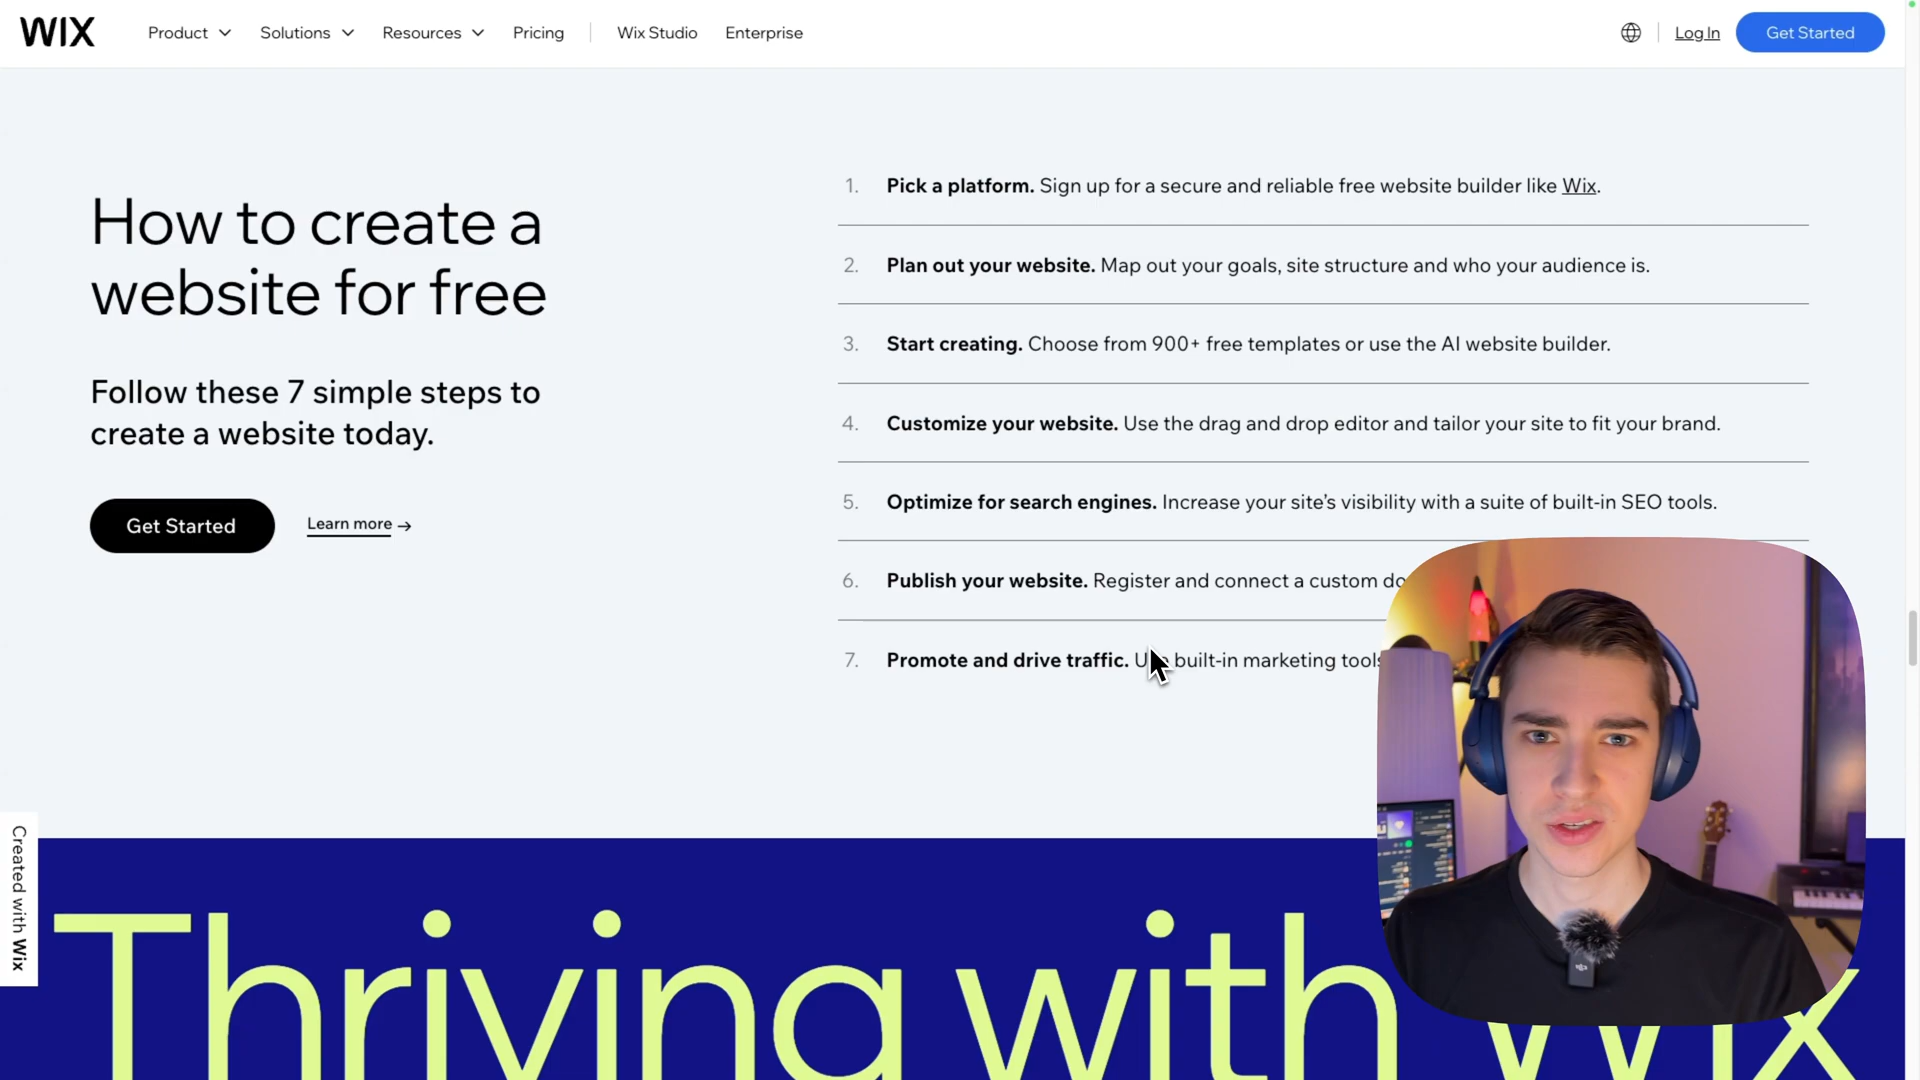 WIX
Product
Solutions
Resources
Pricing
Wix Studio
Enterprise
Log In
Get Started
How to create a
website for free
Follow these 7 simple steps to
create a website today.
Get Started
Learn more →
1. Pick a platform. Sign up for a secure and reliable free website builder like Wix.
2. Plan out your website. Map out your goals, site structure and who your audience is.
3. Start creating. Choose from 900+ free templates or use the AI website builder.
4. Customize your website. Use the drag and drop editor and tailor your site to fit your brand.
5. Optimize for search engines. Increase your site's visibility with a suite of built-in SEO tools.
6. Publish your website. Register and connect a custom do
7. Promote and drive traffic. Use built-in marketing tools
Created with Wix
Thriving with Wix